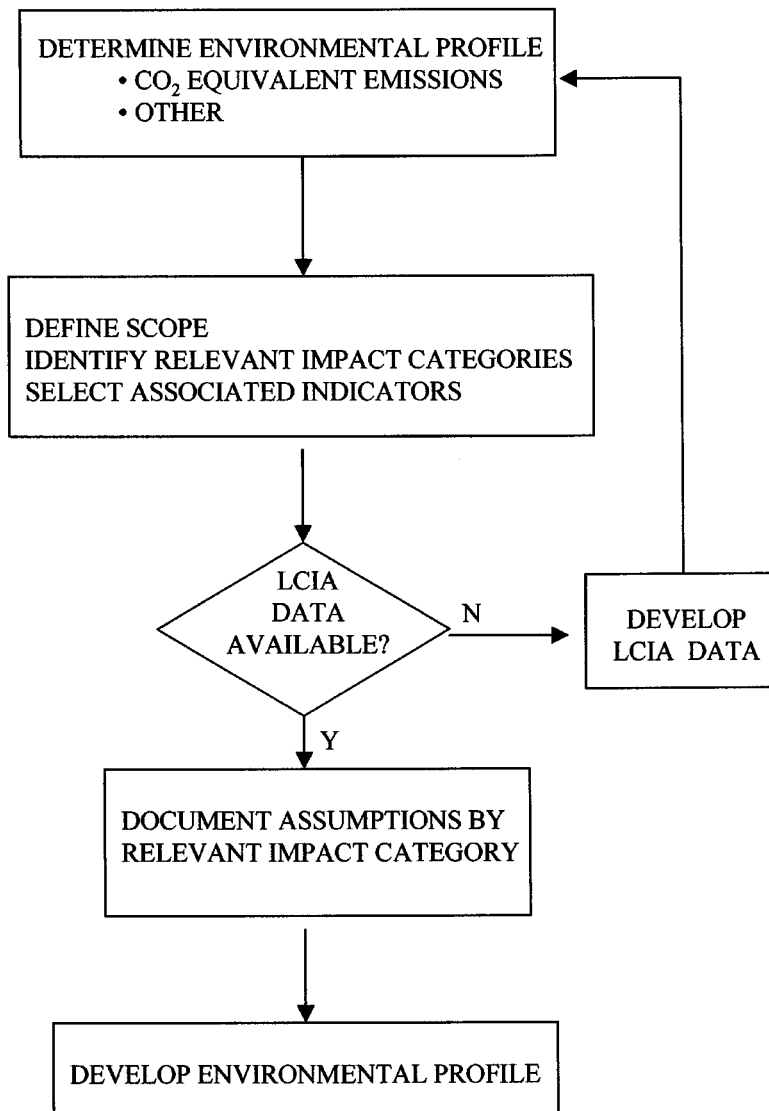 DETERMINE ENVIRONMENTAL PROFILE
• CO₂ EQUIVALENT EMISSIONS
• OTHER
DEFINE SCOPE
IDENTIFY RELEVANT IMPACT CATEGORIES
SELECT ASSOCIATED INDICATORS
LCIA
DATA
AVAILABLE?
N
DEVELOP
LCIA DATA
Y
DOCUMENT ASSUMPTIONS BY
RELEVANT IMPACT CATEGORY
DEVELOP ENVIRONMENTAL PROFILE